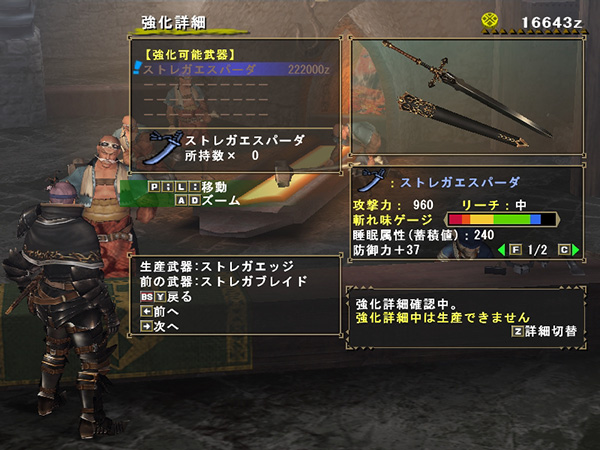 強化詳細
16643z
【強化可能武器】
ストレガエスパーダ 222000z
ストレガエスパーダ
所持数× 0
P ; L : 移動
A D ズーム
: ストレガエスパーダ
攻撃力: 960 リーチ: 中
斬れ味ゲージ
睡眠属性(蓄積値): 240
防御力+37
F 1/2 C
生産武器:ストレガエッジ
前の武器:ストレガブレイド
BS Y 戻る
←前へ
→次へ
強化詳細確認中。
強化詳細中は生産できません
Z 詳細切替